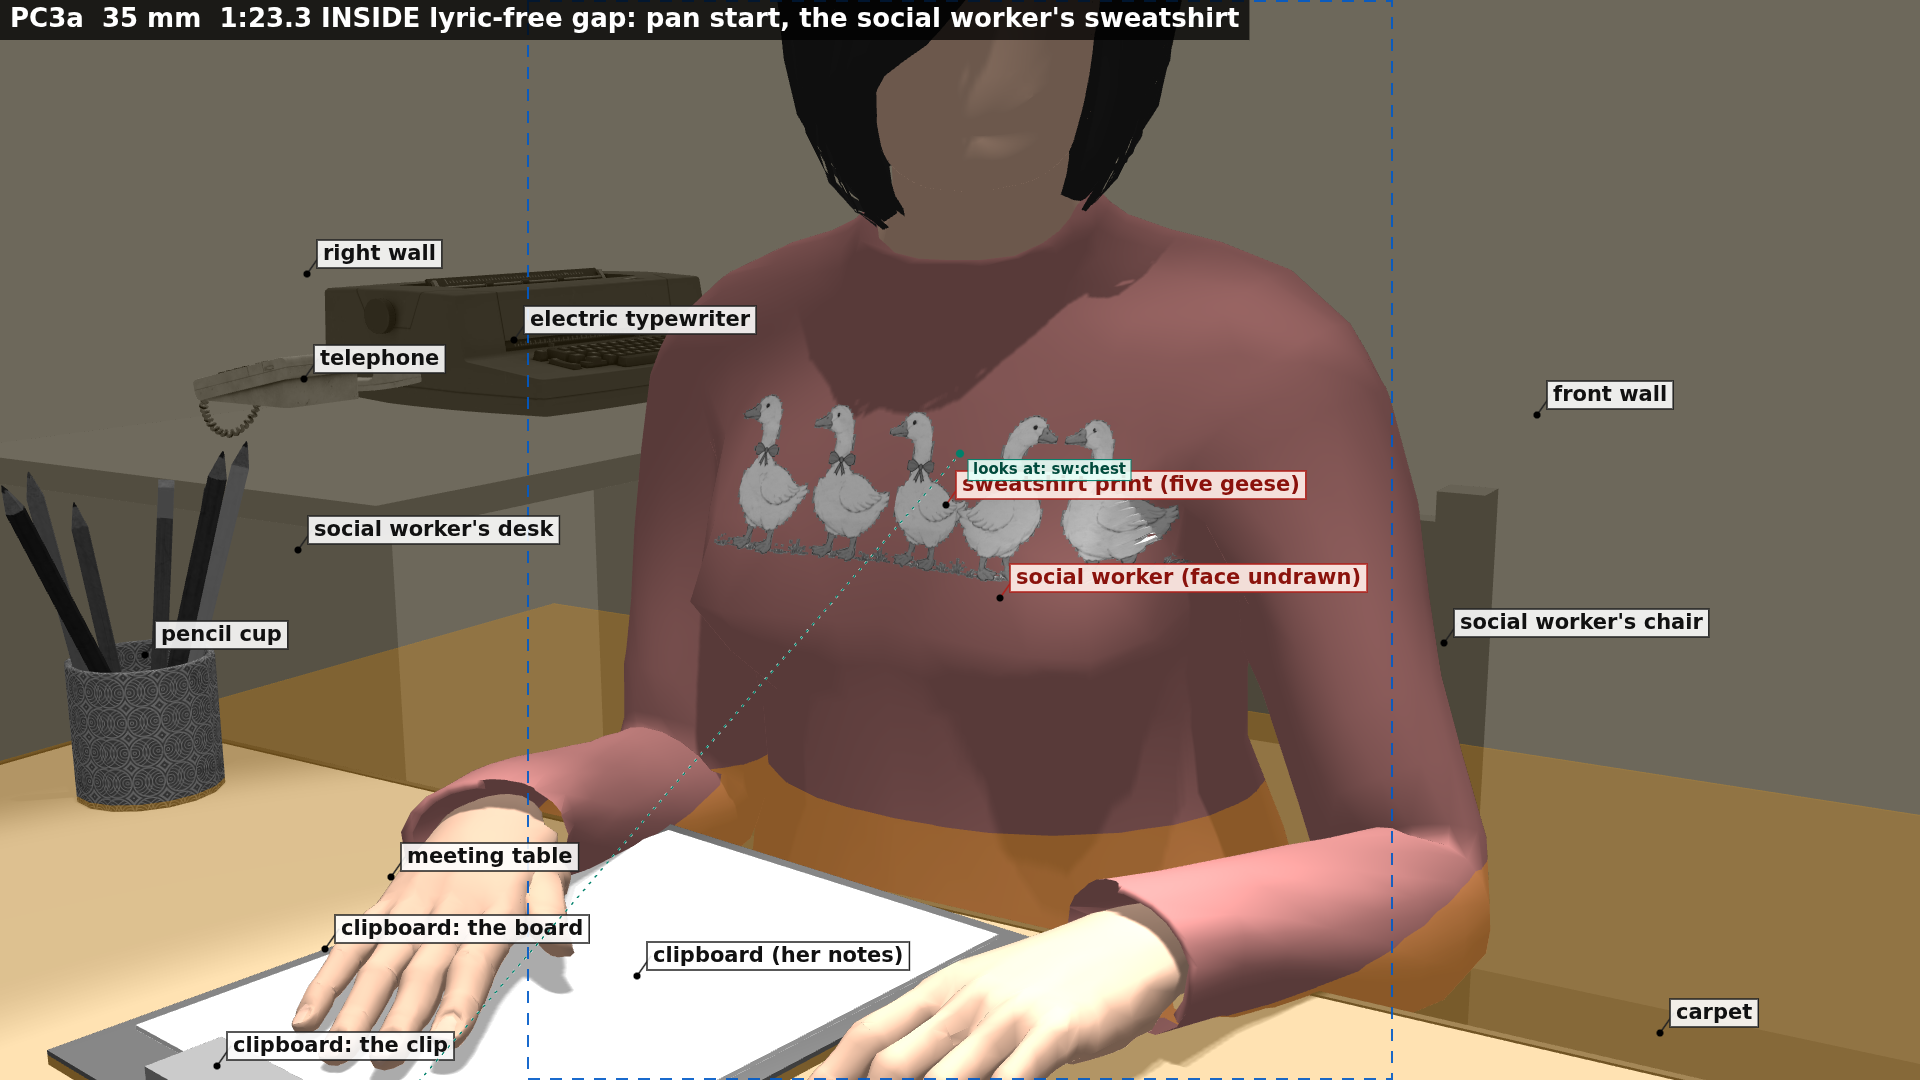 PC3a  35 mm  1:23.3 INSIDE lyric-free gap: pan start, the social worker's sweatshirt
right wall
electric typewriter
telephone
front wall
looks at: sw:chest
sweatshirt print (five geese)
social worker's desk
social worker (face undrawn)
social worker's chair
pencil cup
meeting table
clipboard: the board
clipboard (her notes)
carpet
clipboard: the clip